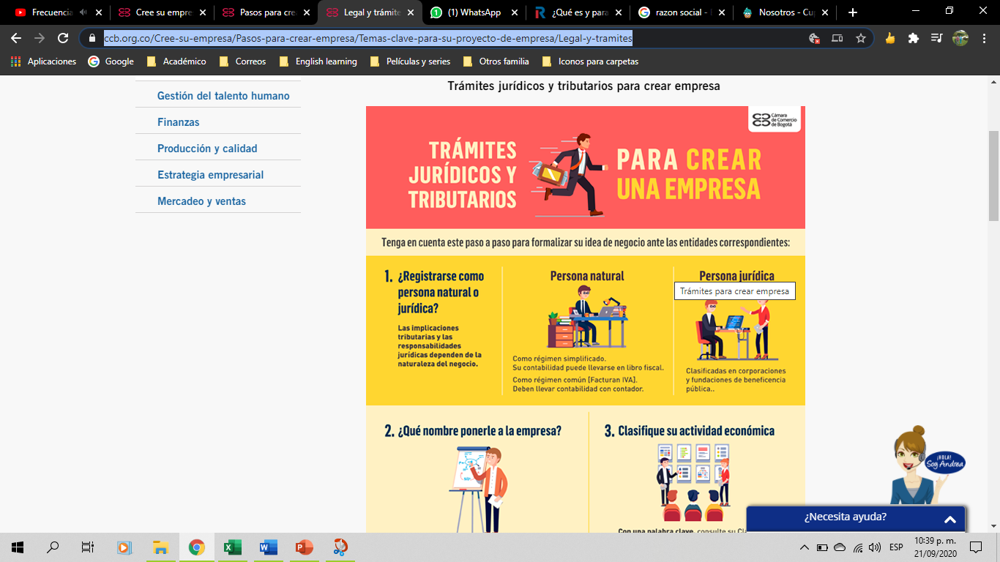 Frecuencia
Cree su empre
Pasos para cre
Legal y trámite
(1) WhatsApp
¿Qué es y para
razon social -
Nosotros - Cu
ccb.org.co/Cree-su-empresa/Pasos-para-crear-empresa/Temas-clave-para-su-proyecto-de-empresa/Legal-y-tramites
Aplicaciones
Google
Académico
Correos
English learning
Películas y series
Otros familia
Iconos para carpetas
Gestión del talento humano
Finanzas
Producción y calidad
Estrategia empresarial
Mercadeo y ventas
Trámites jurídicos y tributarios para crear empresa
Cámara
de Comercio
de Bogotá
TRÁMITES
JURÍDICOS Y
TRIBUTARIOS
PARA CREAR
UNA EMPRESA
Tenga en cuenta este paso a paso para formalizar su idea de negocio ante las entidades correspondientes:
1. ¿Registrarse como
persona natural o
jurídica?
Las implicaciones
tributarias y las
responsabilidades
jurídicas dependen de la
naturaleza del negocio.
Persona natural
Como régimen simplificado.
Su contabilidad puede llevarse en libro fiscal.
Como régimen común [Facturan IVA].
Deben llevar contabilidad con contador.
Persona jurídica
Trámites para crear empresa
Clasificadas en corporaciones
y fundaciones de beneficencia
pública..
2. ¿Qué nombre ponerle a la empresa?
3. Clasifique su actividad económica
Con una palabra clave, consulte su
¡HOLA!
Soy Andrea
¿Necesita ayuda?
ESP
10:39 p. m.
21/09/2020